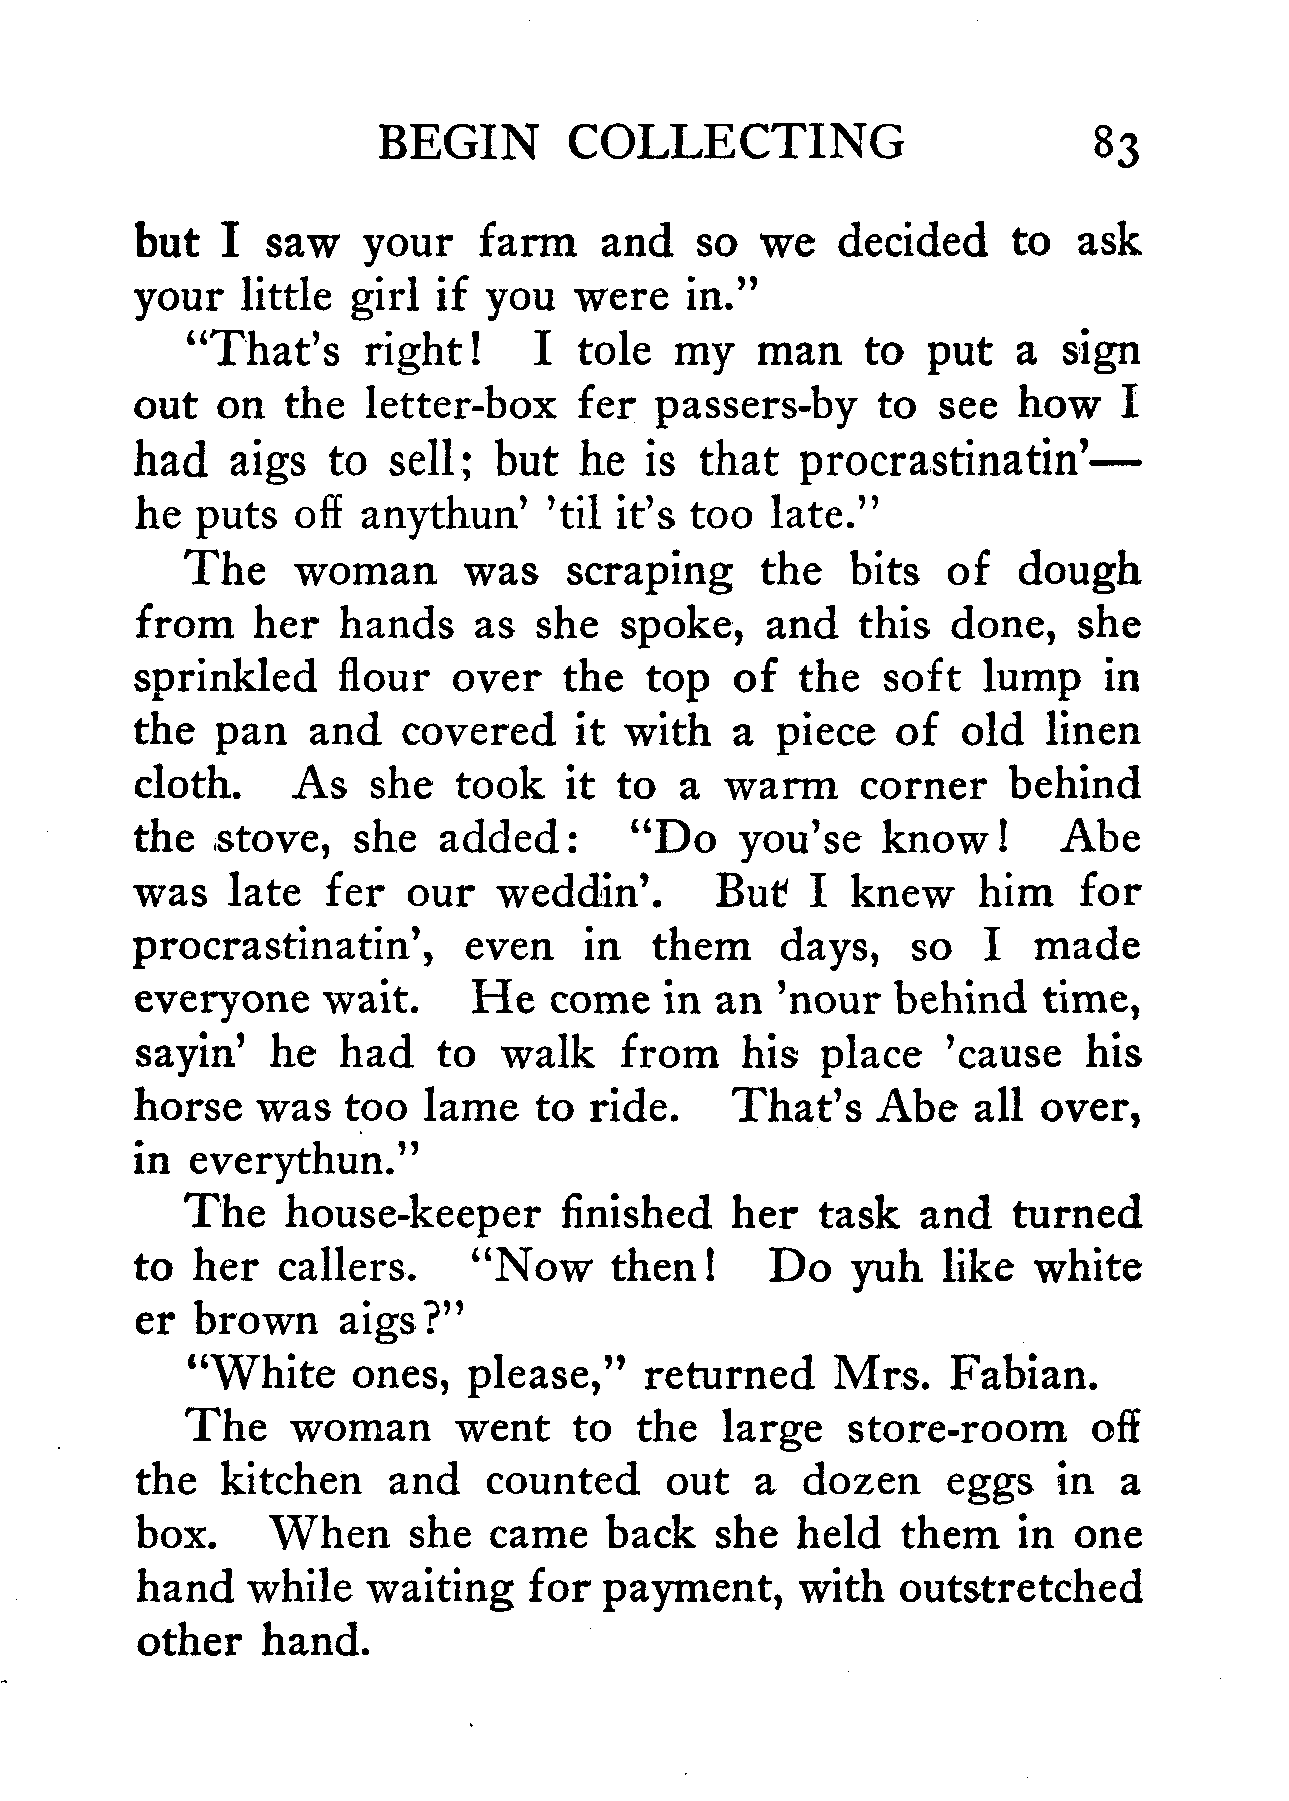 BEGIN COLLECTING 83
but I saw your farm and so we decided to ask
your little girl if you were in."
"That's right! I tole my man to put a sign
out on the letter-box fer passers-by to see how I
had aigs to sell; but he is that procrastinatin'—
he puts off anythun' 'til it's too late."
The woman was scraping the bits of dough
from her hands as she spoke, and this done, she
sprinkled flour over the top of the soft lump in
the pan and covered it with a piece of old linen
cloth. As she took it to a warm corner behind
the stove, she added: "Do you'se know! Abe
was late fer our weddin'. But I knew him for
procrastinatin', even in them days, so I made
everyone wait. He come in an 'nour behind time,
sayin' he had to walk from his place 'cause his
horse was too lame to ride. That's Abe all over,
in everythun."
The house-keeper finished her task and turned
to her callers. "Now then! Do yuh like white
er brown aigs?"
"White ones, please," returned Mrs. Fabian.
The woman went to the large store-room off
the kitchen and counted out a dozen eggs in a
box. When she came back she held them in one
hand while waiting for payment, with outstretched
other hand.